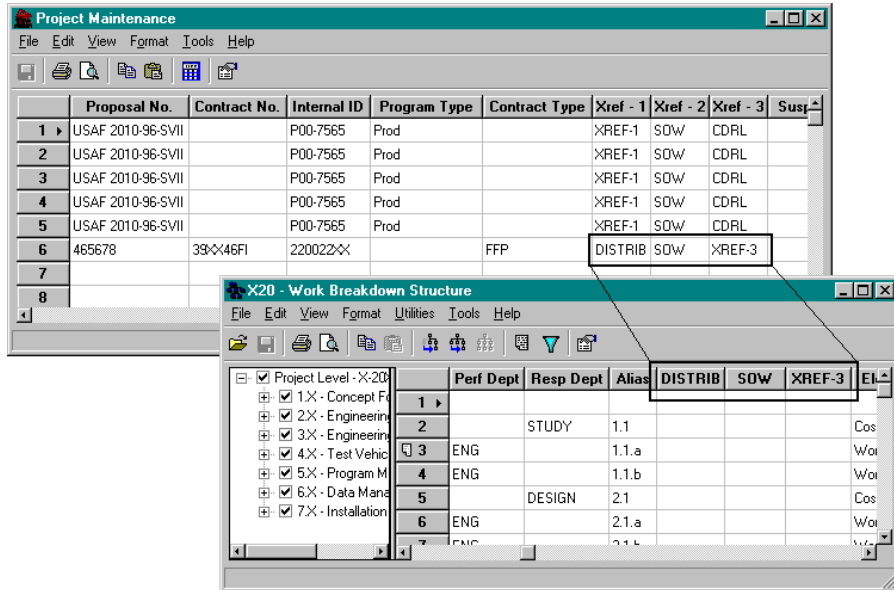 Project Maintenance
File Edit View Format Tools Help
Proposal No. Contract No. Internal ID Program Type Contract Type Xref - 1 Xref - 2 Xref - 3
1 USAF 2010-96-SVII P00-7565 Prod XREF-1 SOW CDRL
2 USAF 2010-96-SVII P00-7565 Prod XREF-1 SOW CDRL
3 USAF 2010-96-SVII P00-7565 Prod XREF-1 SOW CDRL
4 USAF 2010-96-SVII P00-7565 Prod XREF-1 SOW CDRL
5 USAF 2010-96-SVII P00-7565 Prod XREF-1 SOW CDRL
6 465678 39XX46FI 220022XX FFP DISTRIB SOW XREF-3
7
8
X20 - Work Breakdown Structure
File Edit View Format Utilities Tools Help
Project Level - X-20
1.X - Concept
2.X - Engineering
3.X - Engineering
4.X - Test
5.X - Program M
6.X - Data
7.X - Installation
Perf Dept Resp Dept Alias DISTRIB SOW XREF-3 El
1
2 STUDY 1.1 Cos
3 ENG 1.1.a Wo
4 ENG 1.1.b Wo
5 DESIGN 2.1 Cos
6 ENG 2.1.a Wo